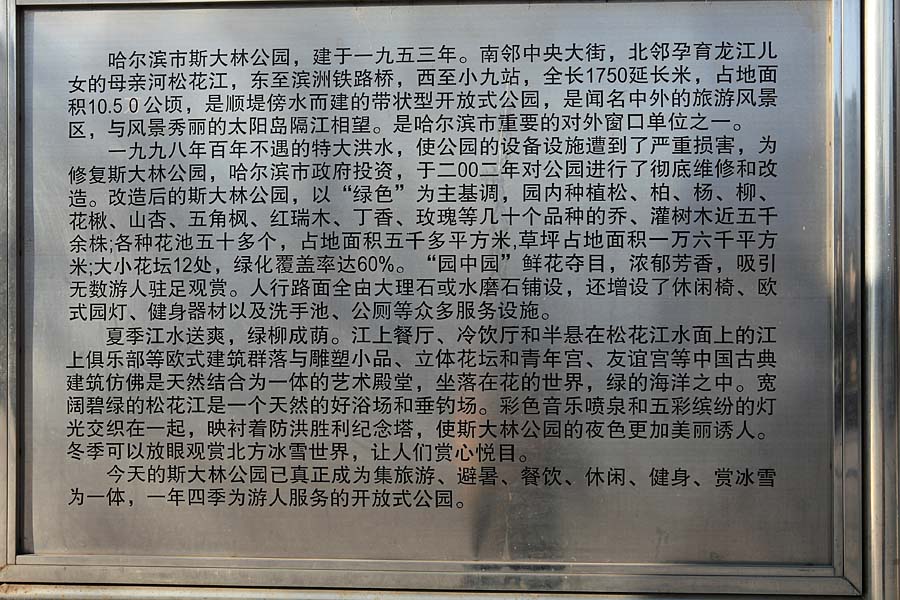 哈尔滨市斯大林公园，建于一九五三年。南邻中央大街，北邻孕育龙江儿
女的母亲河松花江，东至滨洲铁路桥，西至小九站，全长1750延长米，占地面
积10.50公顷，是顺堤傍水而建的带状型开放式公园，是闻名中外的旅游风景
区，与风景秀丽的太阳岛隔江相望。是哈尔滨市重要的对外窗口单位之一。
一九九八年百年不遇的特大洪水，使公园的设备设施遭到了严重损害，为
修复斯大林公园，哈尔滨市政府投资，于二00二年对公园进行了彻底维修和改
造。改造后的斯大林公园，以“绿色”为主基调，园内种植松、柏、杨、柳、
花楸、山杏、五角枫、红瑞木、丁香、玫瑰等几十个品种的乔、灌树木近五千
余株;各种花池五十多个，占地面积五千多平方米,草坪占地面积一万六千平方
米;大小花坛12处，绿化覆盖率达60%。“园中园”鲜花夺目，浓郁芳香，吸引
无数游人驻足观赏。人行路面全由大理石或水磨石铺设，还增设了休闲椅、欧
式园灯、健身器材以及洗手池、公厕等众多服务设施。
夏季江水送爽，绿柳成荫。江上餐厅、冷饮厅和半悬在松花江水面上的江
上俱乐部等欧式建筑群落与雕塑小品、立体花坛和青年宫、友谊宫等中国古典
建筑仿佛是天然结合为一体的艺术殿堂，坐落在花的世界，绿的海洋之中。宽
阔碧绿的松花江是一个天然的好浴场和垂钓场。彩色音乐喷泉和五彩缤纷的灯
光交织在一起，映衬着防洪胜利纪念塔，使斯大林公园的夜色更加美丽诱人。
冬季可以放眼观赏北方冰雪世界，让人们赏心悦目。
今天的斯大林公园已真正成为集旅游、避暑、餐饮、休闲、健身、赏冰雪
为一体，一年四季为游人服务的开放式公园。